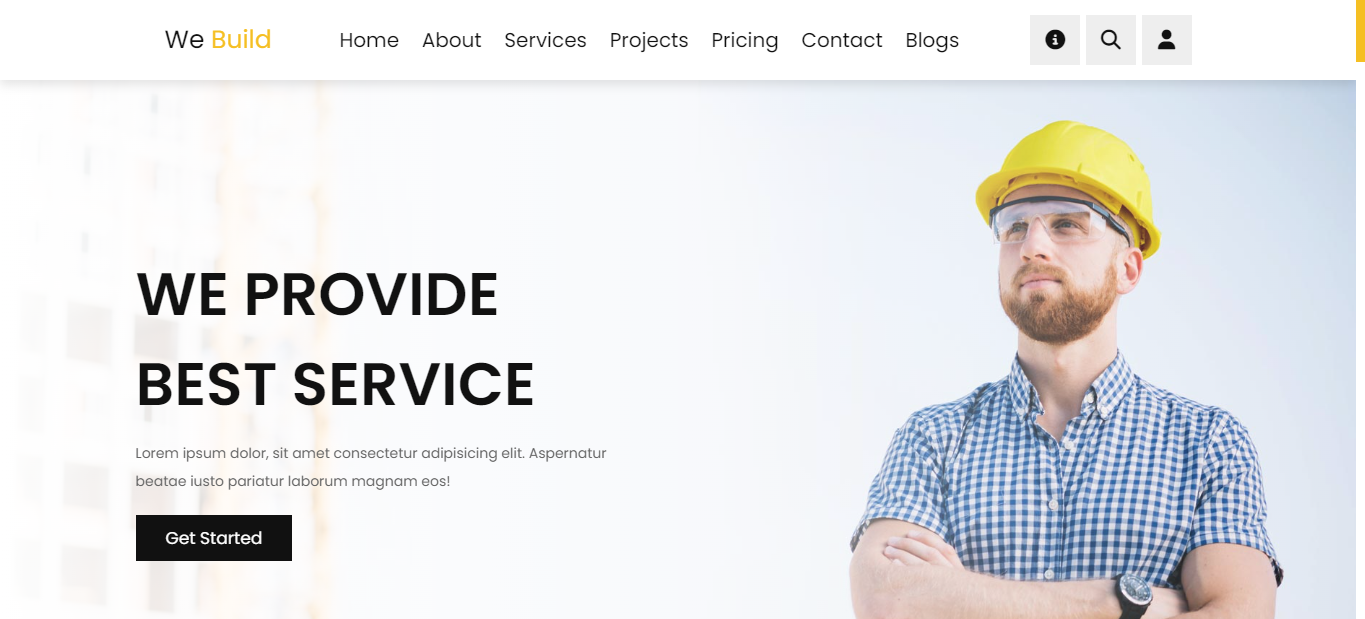 We Build
Home About Services Projects Pricing Contact Blogs
WE PROVIDE
BEST SERVICE
Lorem ipsum dolor, sit amet consectetur adipisicing elit. Aspernatur
beatae iusto pariatur laborum magnam eos!
Get Started